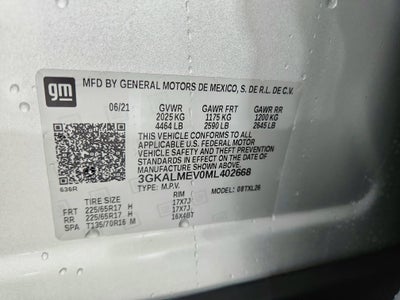 gm
MFD BY GENERAL MOTORS DE MEXICO, S. DE R.L. DE C.V.
06/21 GVWR GAWR FRT GAWR RR
2025 KG 1175 KG 1200 KG
4464 LB 2590 LB 2645 LB
THIS VEHICLE CONFORMS TO ALL
APPLICABLE U.S. FEDERAL MOTOR
VEHICLE SAFETY STANDARDS IN
EFFECT ON THE DATE OF
MANUFACTURE SHOWN ABOVE.
3GKALMEV0ML402668
636R TYPE: M.P.V. MODEL: 08TXL26
TIRE SIZE RIM
FRT 225/65R17 H 17X7J
RR 225/65R17 H 17X7J
SPA T135/70R16 M 16X4BT